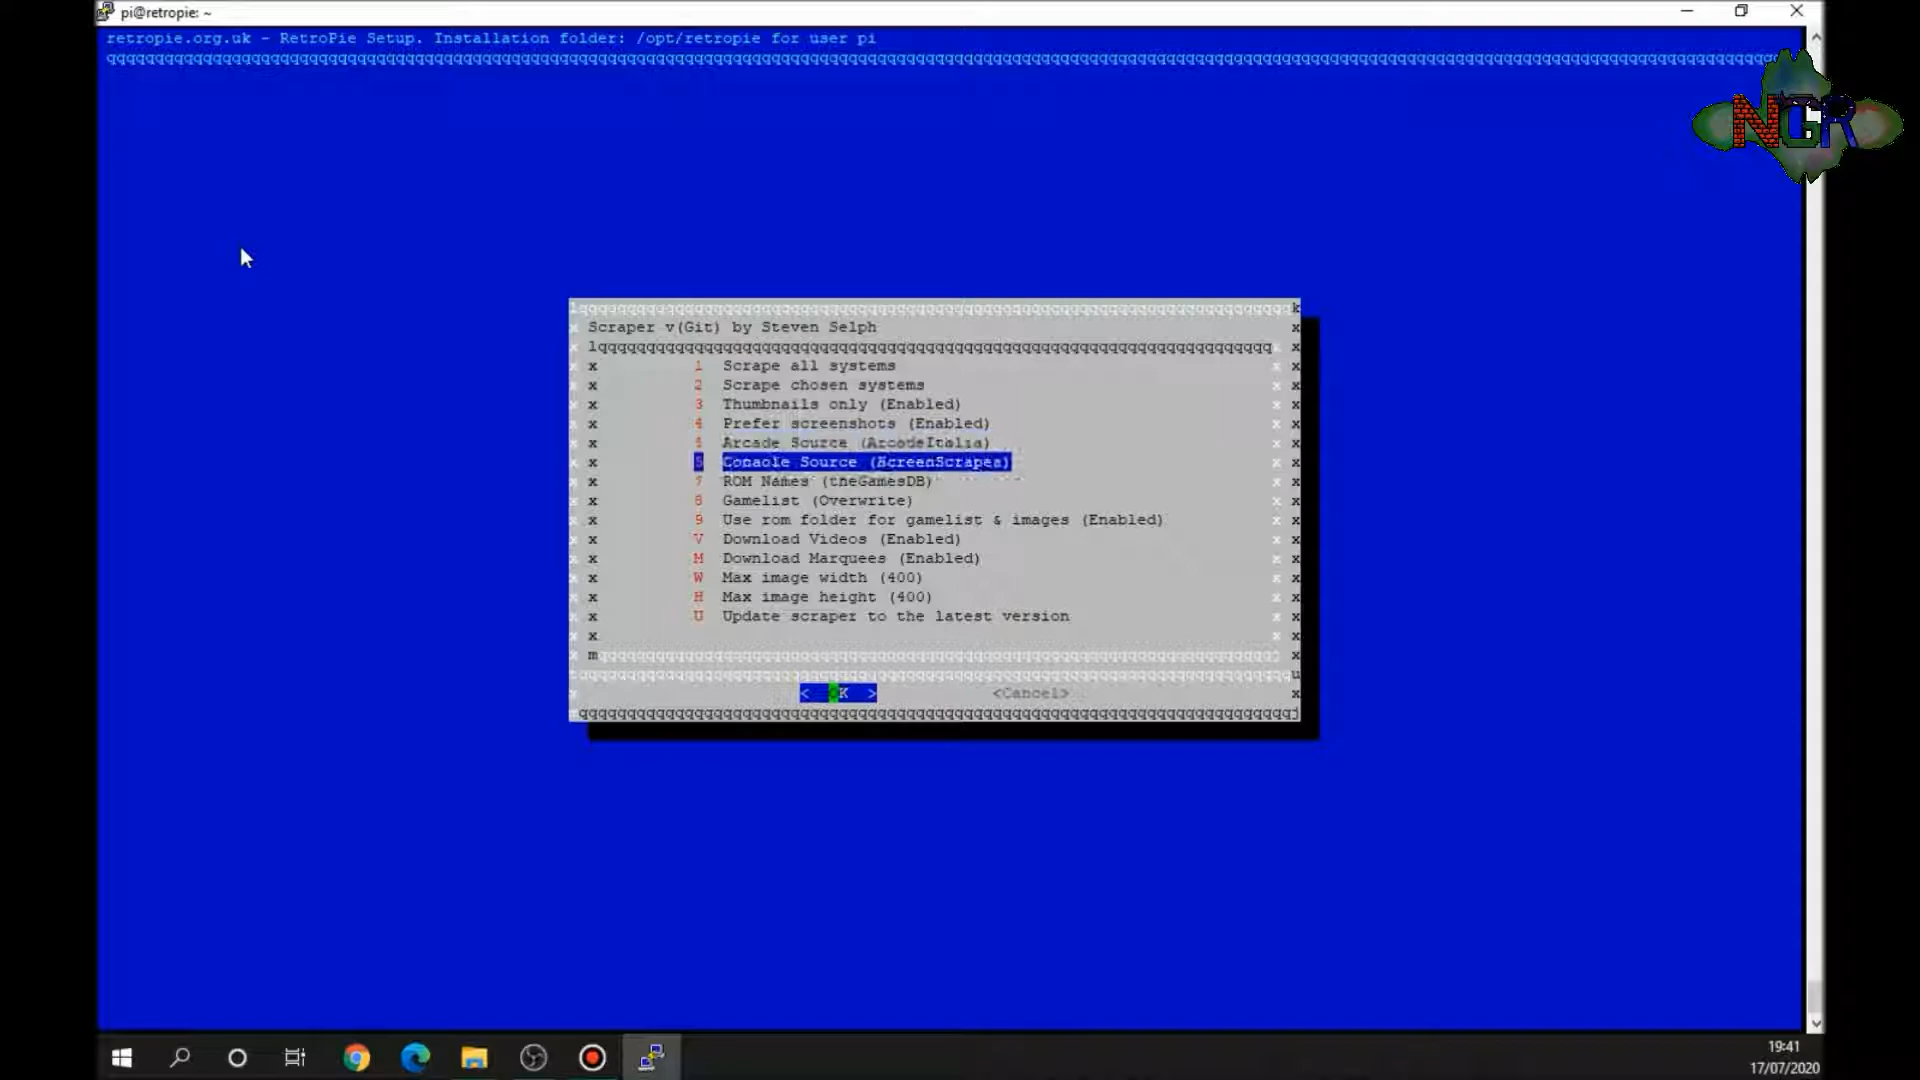 pi@retropie: ~
retropie.org.uk - RetroPie Setup. Installation folder: /opt/retropie for user pi
NGR
Scraper v(Git) by Steven Selph
1 Scrape all systems
2 Scrape chosen systems
3 Thumbnails only (Enabled)
4 Prefer screenshots (Enabled)
Arcade Source (ArcadeItalia)
Console Source (ScreenScraper)
7 ROM Names (theGamesDB)
8 Gamelist (Overwrite)
9 Use rom folder for gamelist & images (Enabled)
V Download Videos (Enabled)
M Download Marquees (Enabled)
W Max image width (400)
H Max image height (400)
U Update scraper to the latest version
< OK > <Cancel>
19:41
17/07/2020